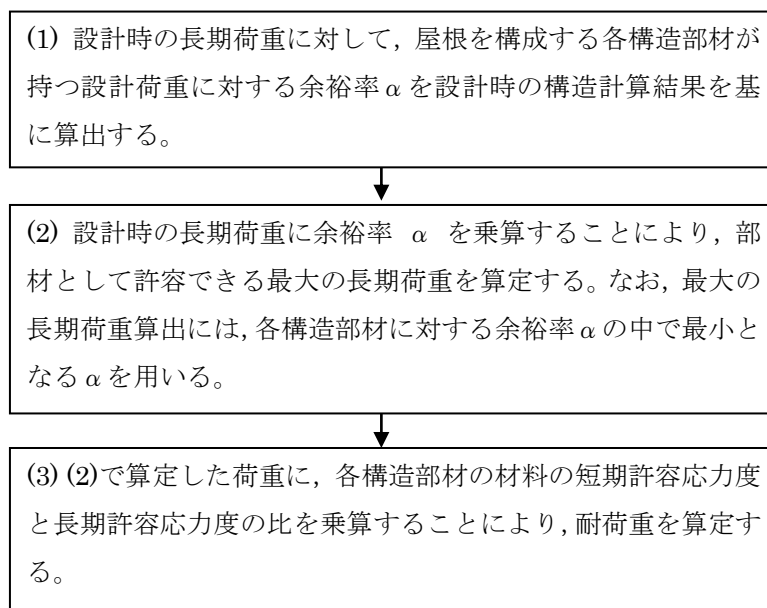 (1) 設計時の長期荷重に対して, 屋根を構成する各構造部材が
持つ設計荷重に対する余裕率αを設計時の構造計算結果を基
に算出する。
(2) 設計時の長期荷重に余裕率 α を乗算することにより, 部
材として許容できる最大の長期荷重を算定する。なお, 最大の
長期荷重算出には, 各構造部材に対する余裕率αの中で最小と
なるαを用いる。
(3) (2)で算定した荷重に, 各構造部材の材料の短期許容応力度
と長期許容応力度の比を乗算することにより, 耐荷重を算定す
る。